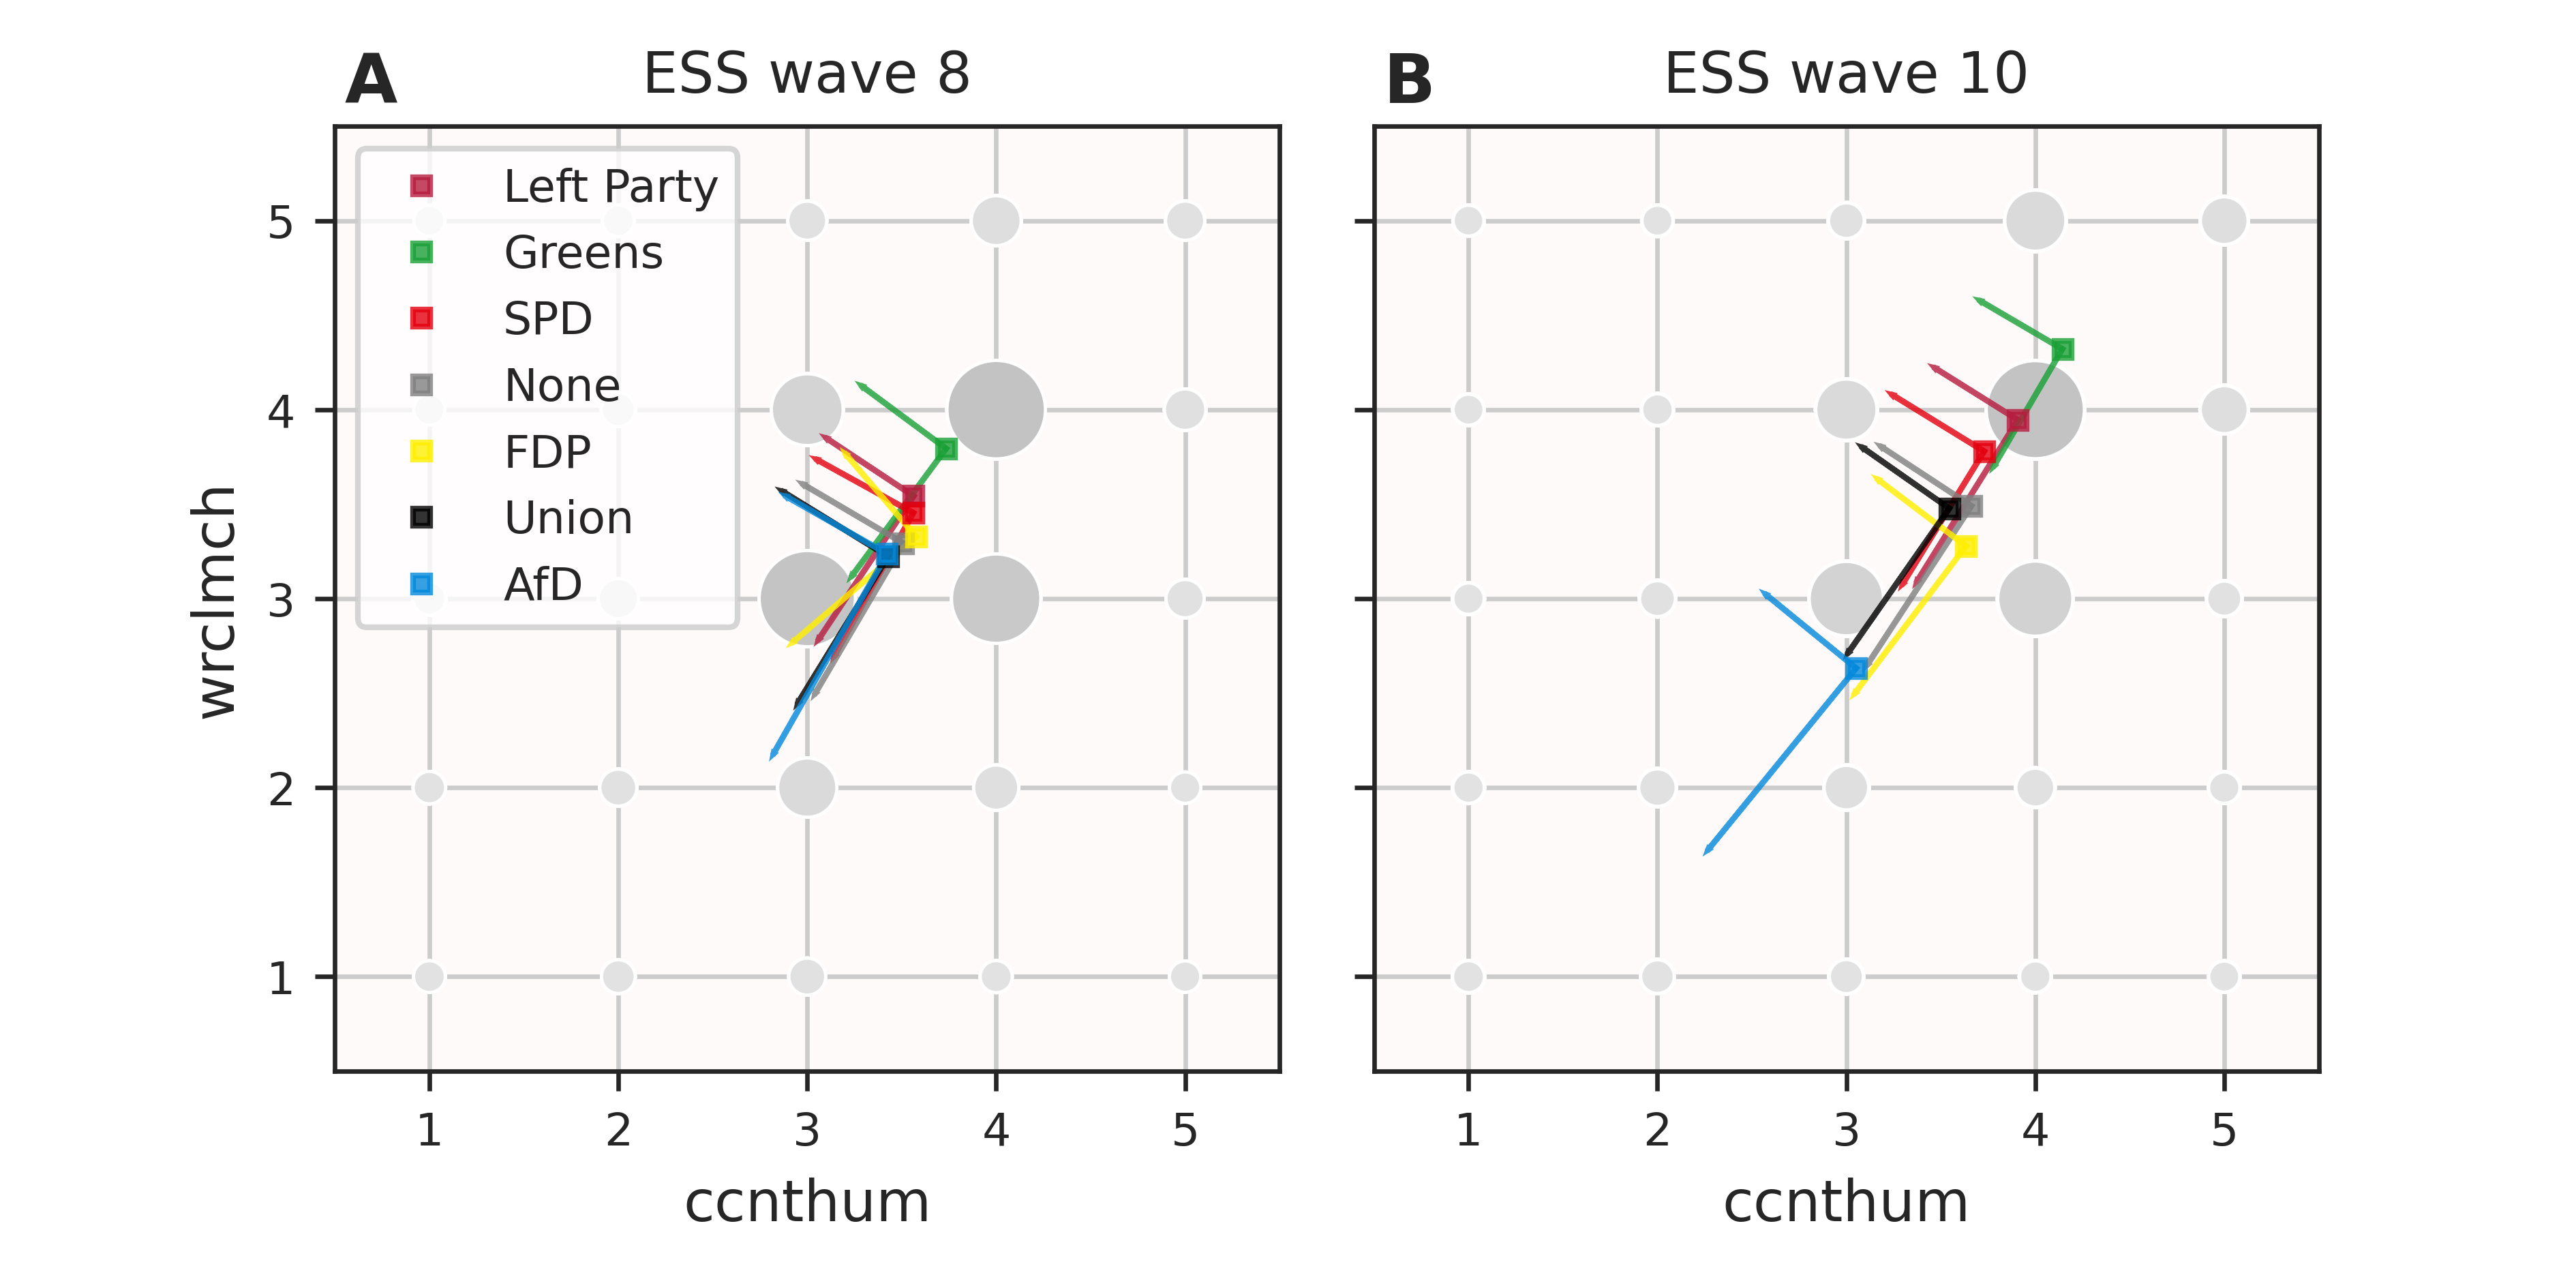 A ESS wave 8
B ESS wave 10
Left Party
Greens
SPD
None
FDP
Union
AfD
wrclmch
5
4
3
2
1
1 2 3 4 5
1 2 3 4 5
ccnthum
ccnthum